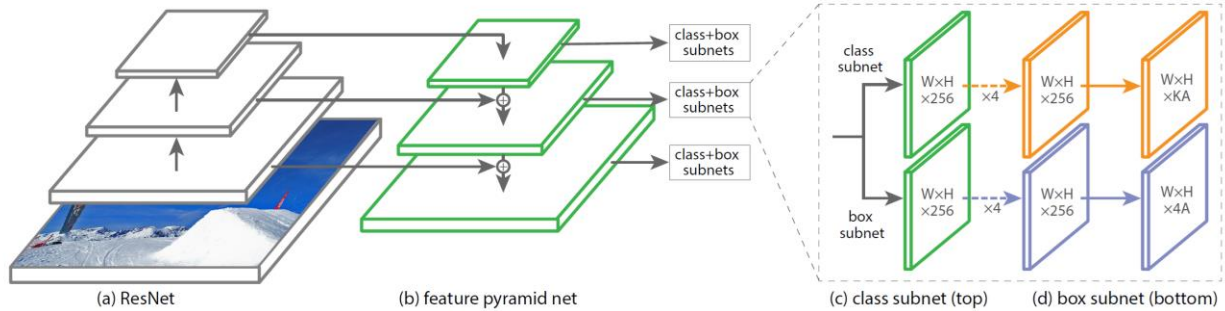 class+box
subnets
class+box
subnets
class+box
subnets
class
subnet
W×H
×256
×4
W×H
×256
W×H
×KA
box
subnet
W×H
×256
×4
W×H
×256
W×H
×4A
(a) ResNet
(b) feature pyramid net
(c) class subnet (top)
(d) box subnet (bottom)